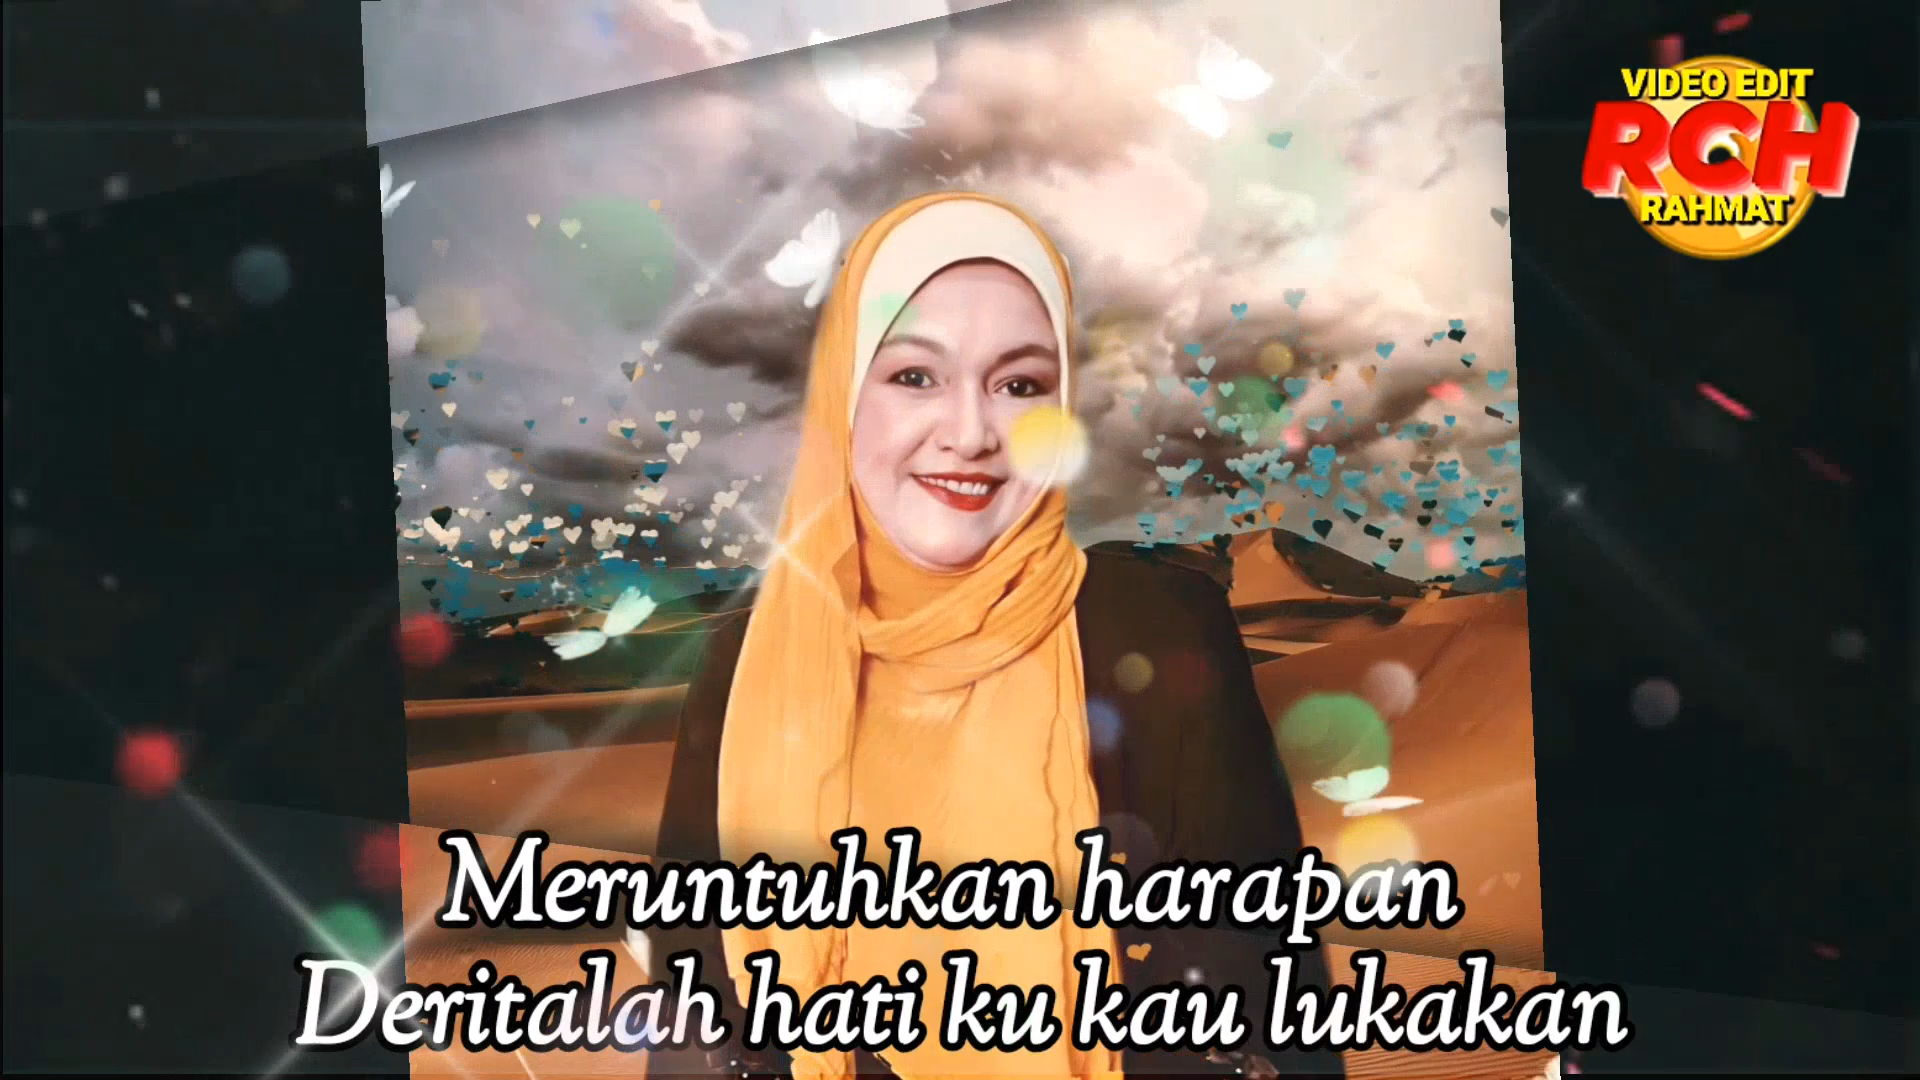 VIDEO EDIT
RCH
RAHMAT
Meruntuhkan harapan
Deritalah hati ku kau lukakan